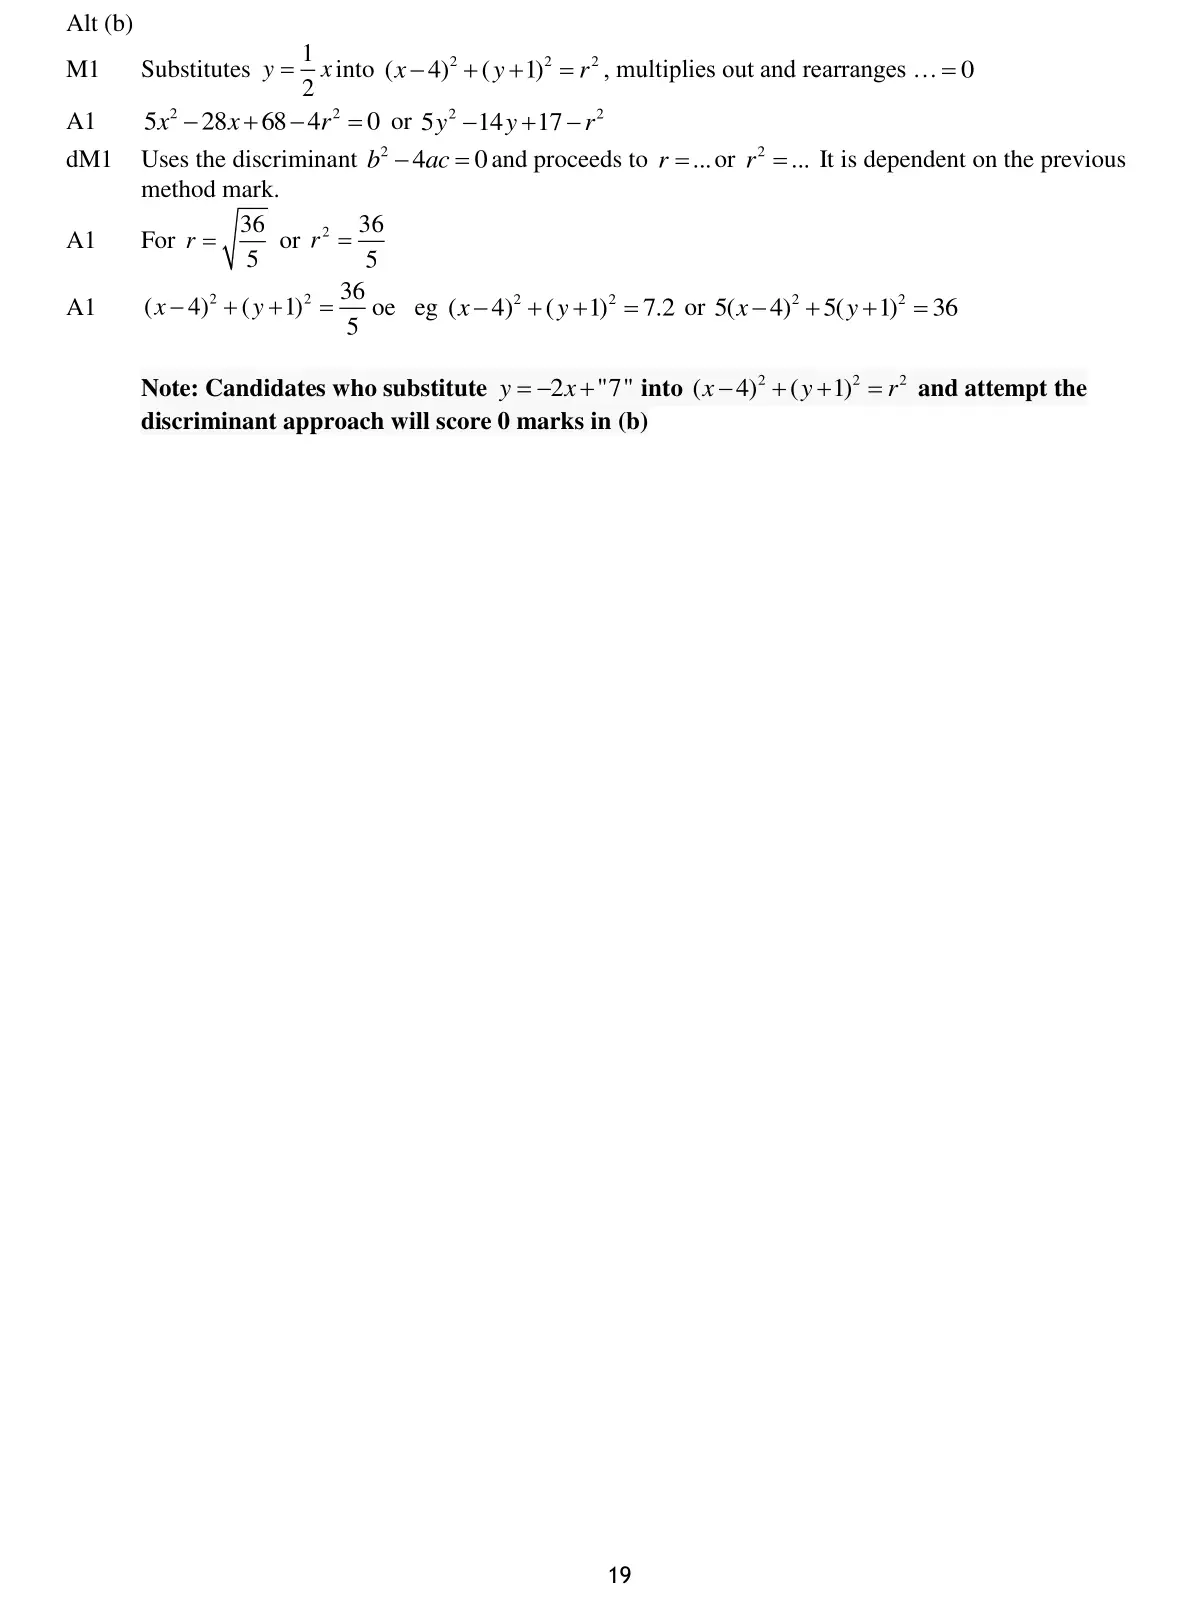 Alt (b)
M1 Substitutes y = 1/2 x into (x − 4)² + (y + 1)² = r², multiplies out and rearranges … = 0
A1 5x² − 28x + 68 − 4r² = 0 or 5y² − 14y + 17 − r²
dM1 Uses the discriminant b² − 4ac = 0 and proceeds to r = ... or r² = ... It is dependent on the previous
method mark.
A1 For r = √(36/5) or r² = 36/5
A1 (x − 4)² + (y + 1)² = 36/5 oe eg (x − 4)² + (y + 1)² = 7.2 or 5(x − 4)² + 5(y + 1)² = 36
Note: Candidates who substitute y = −2x + "7" into (x − 4)² + (y + 1)² = r² and attempt the
discriminant approach will score 0 marks in (b)
19